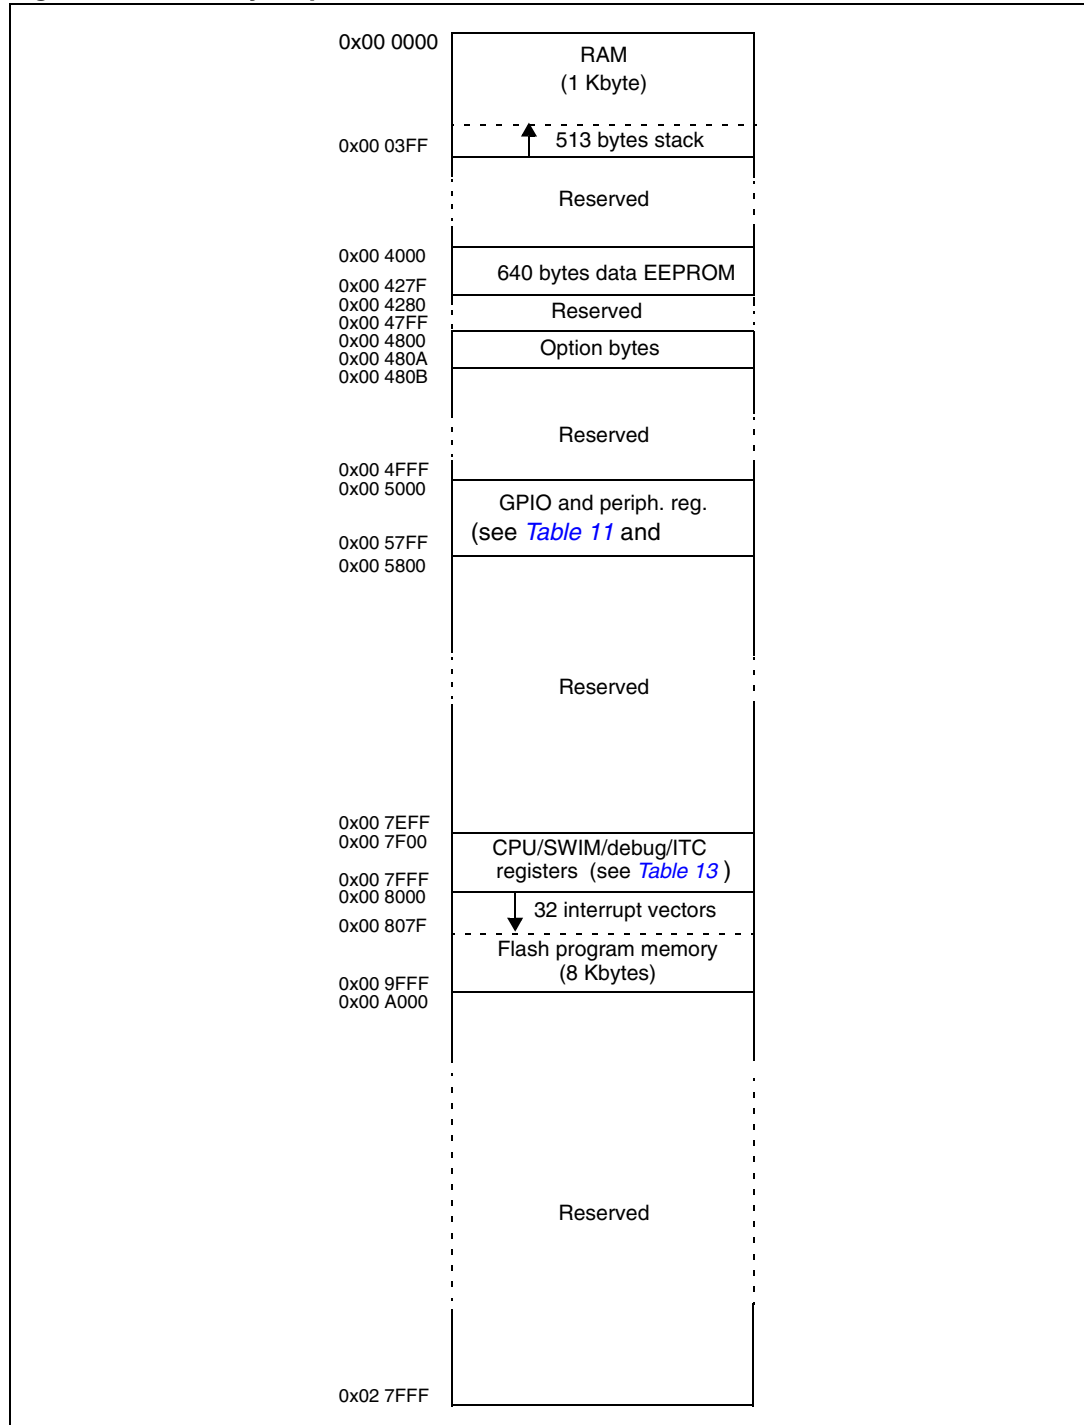 0x00 0000
RAM
(1 Kbyte)
513 bytes stack
0x00 03FF
Reserved
0x00 4000
640 bytes data EEPROM
0x00 427F
0x00 4280
Reserved
0x00 47FF
0x00 4800
Option bytes
0x00 480A
0x00 480B
Reserved
0x00 4FFF
0x00 5000
GPIO and periph. reg.
(see Table 11 and
0x00 57FF
0x00 5800
Reserved
0x00 7EFF
0x00 7F00
CPU/SWIM/debug/ITC
registers (see Table 13 )
0x00 7FFF
0x00 8000
32 interrupt vectors
0x00 807F
Flash program memory
(8 Kbytes)
0x00 9FFF
0x00 A000
Reserved
0x02 7FFF